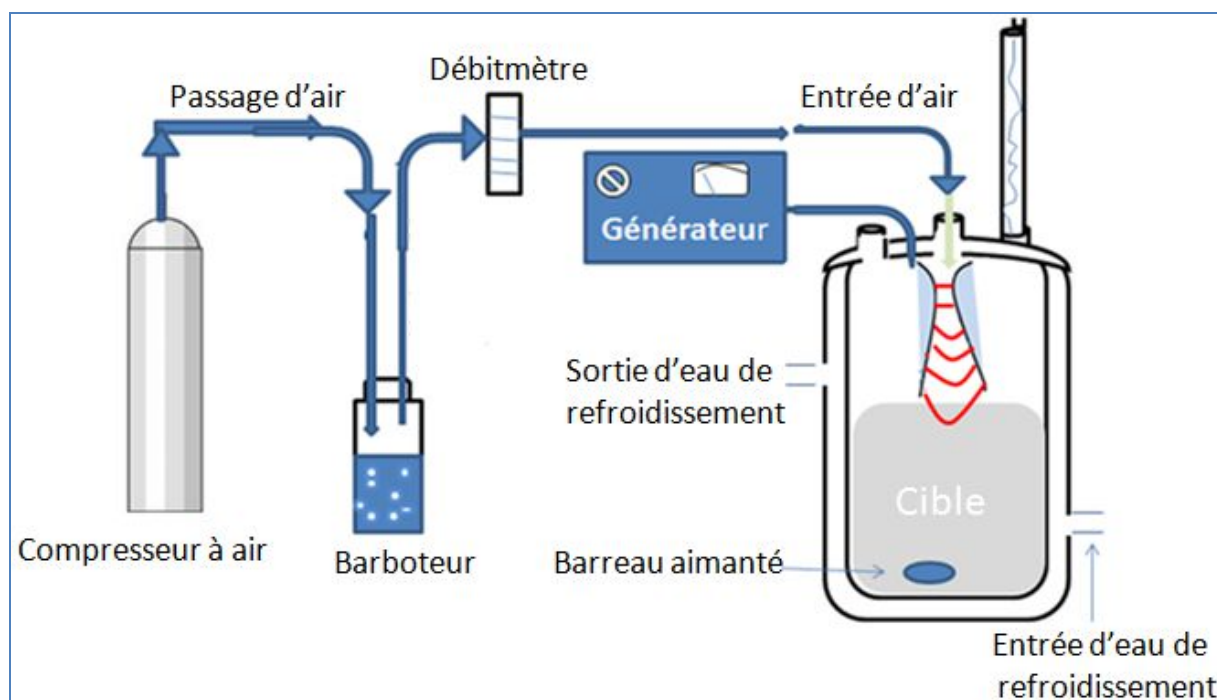 Débitmètre
Passage d'air
Entrée d'air
Générateur
Sortie d'eau de
refroidissement
Cible
Compresseur à air
Barboteur
Barreau aimanté
Entrée d'eau de
refroidissement